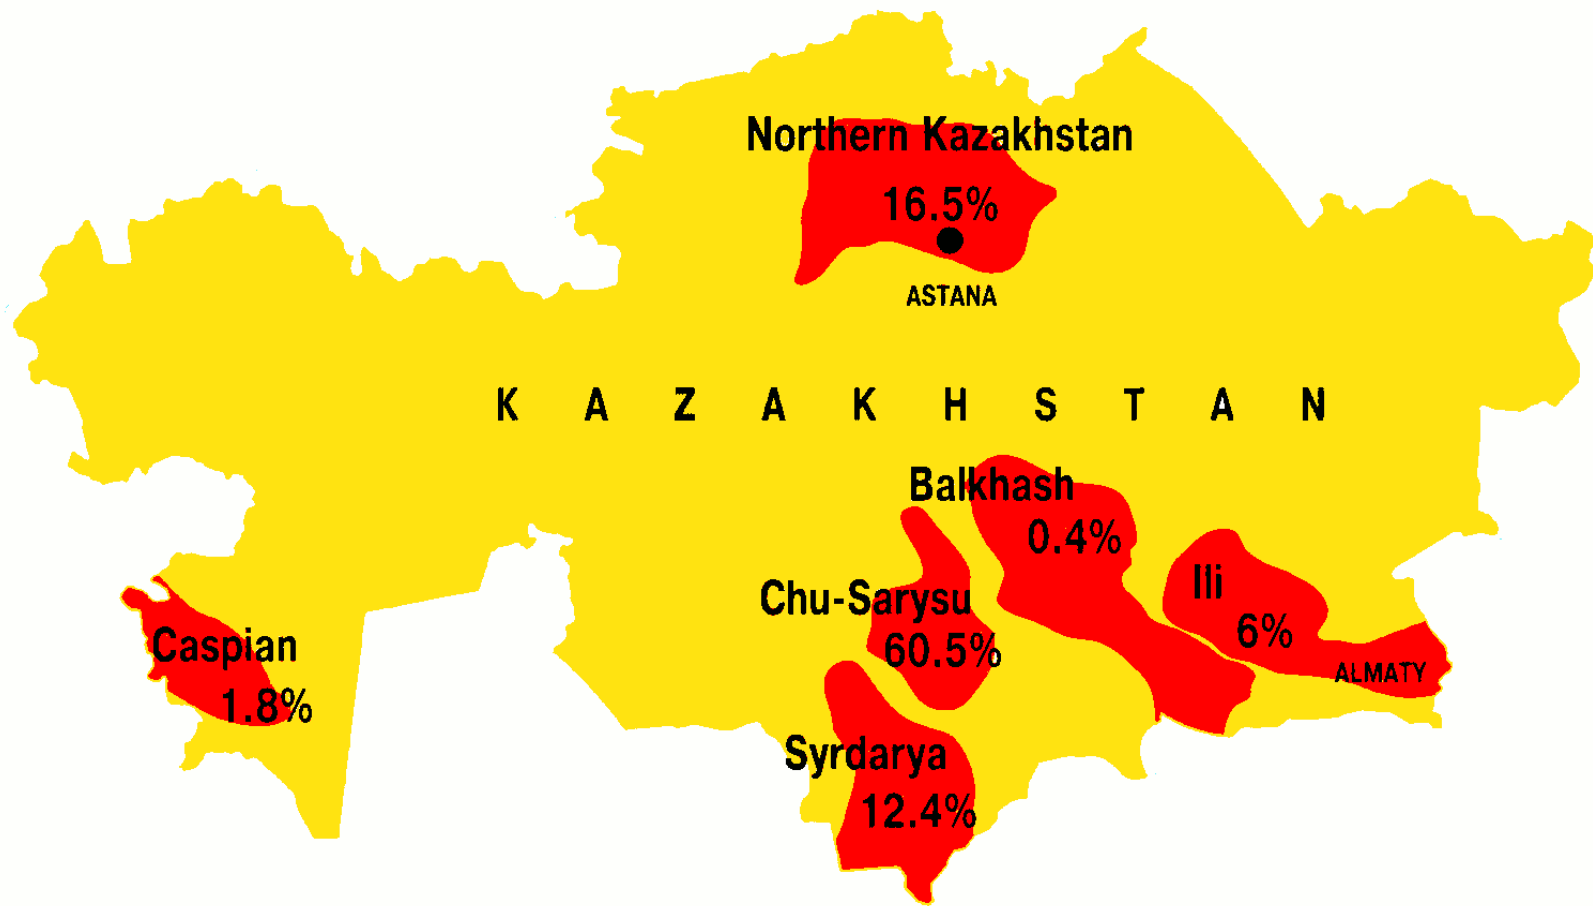 Northern Kazakhstan
16.5%
ASTANA
KAZAKHSTAN
Balkhash
0.4%
Chu-Sarysu
60.5%
Ili
6%
ALMATY
Caspian
1.8%
Syrdarya
12.4%